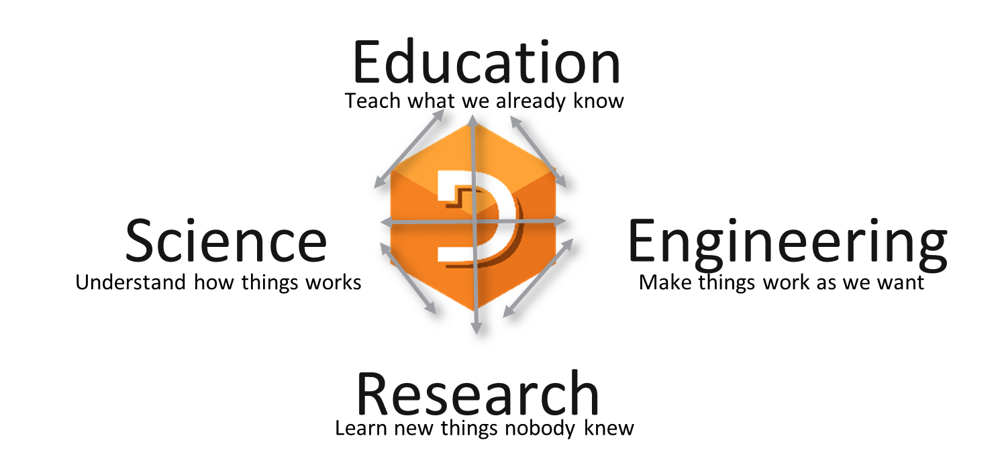 Education
Teach what we already know
Science
Understand how things works
Engineering
Make things work as we want
Research
Learn new things nobody knew